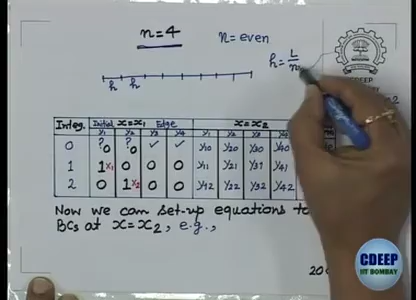 n=4
n = even
h = L/n
h h
Integ. Initial x=x₁ Edge x=x₂
y₁ y₂ y₃ y₄ y₁ y₂ y₃ y₄
0 ?0 ?0 ✓ ✓ y10 y20 y30 y40
1 1 x₁ 0 0 0 y11 y21 y31 y41
2 0 1 x₂ 0 0 y12 y22 y32 y42
Now we can set-up equations to
BCs at x=x₂, e.g.,
CDEEP
CDEEP
IIT BOMBAY
20